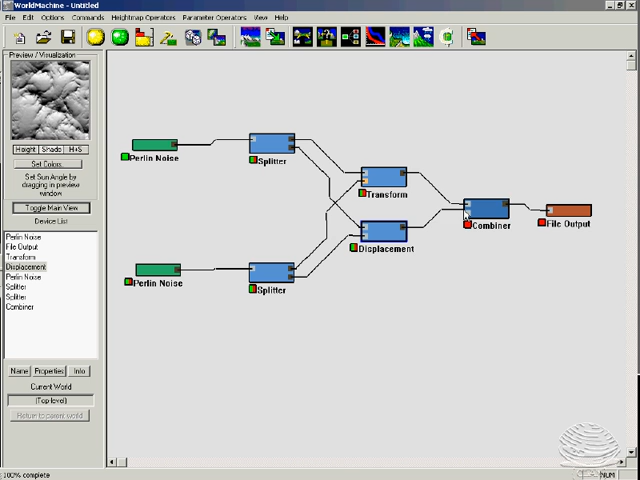 WorldMachine - Untitled
File Edit Options Commands Heightmap Operators Parameter Operators View Help
Preview / Visualization
Height Shade H+S
Set Colors..
Set Sun Angle by
dragging in preview
window
Toggle Main View
Device List
Perlin Noise
File Output
Transform
Displacement
Perlin Noise
Splitter
Splitter
Combiner
Name Properties Info
Current World
(Top level)
Return to parent world
Perlin Noise
Splitter
Transform
Combiner
File Output
Displacement
Perlin Noise
Splitter
100% complete
NUM